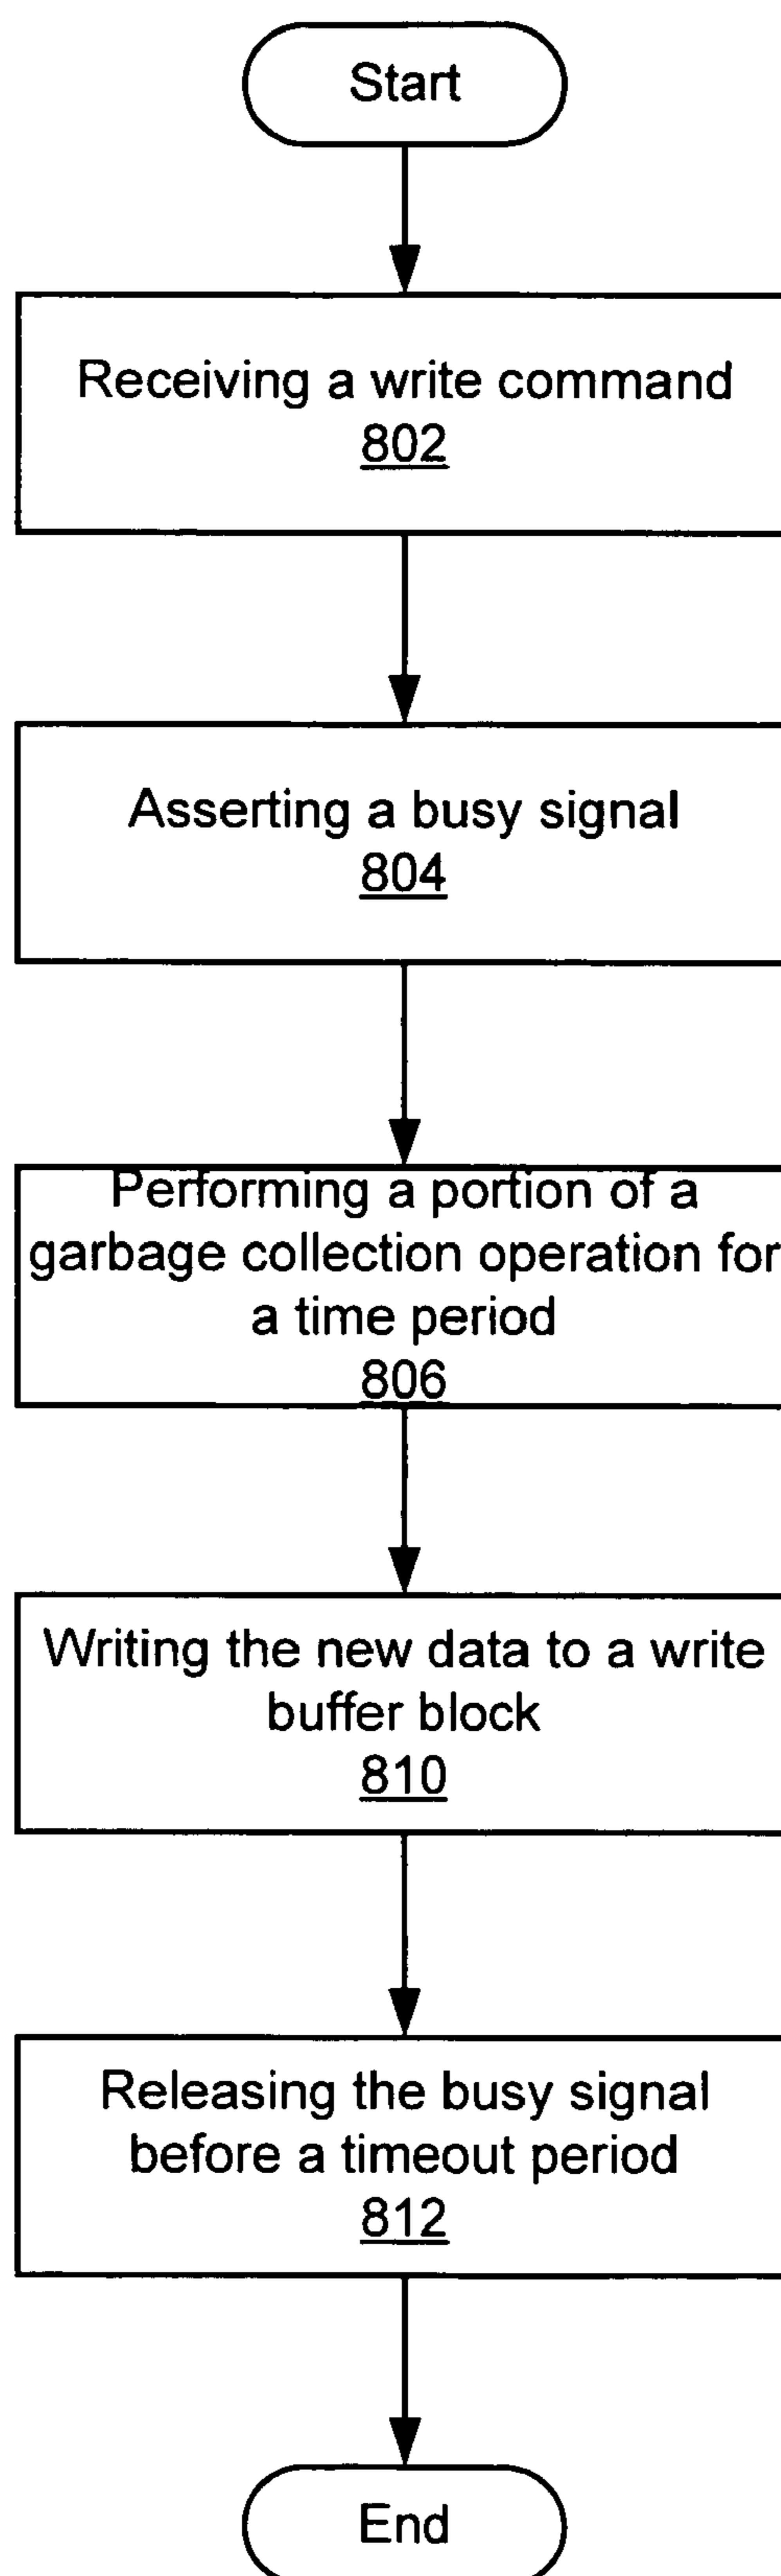 Start
Receiving a write command
802
Asserting a busy signal
804
Performing a portion of a
garbage collection operation for
a time period
806
Writing the new data to a write
buffer block
810
Releasing the busy signal
before a timeout period
812
End